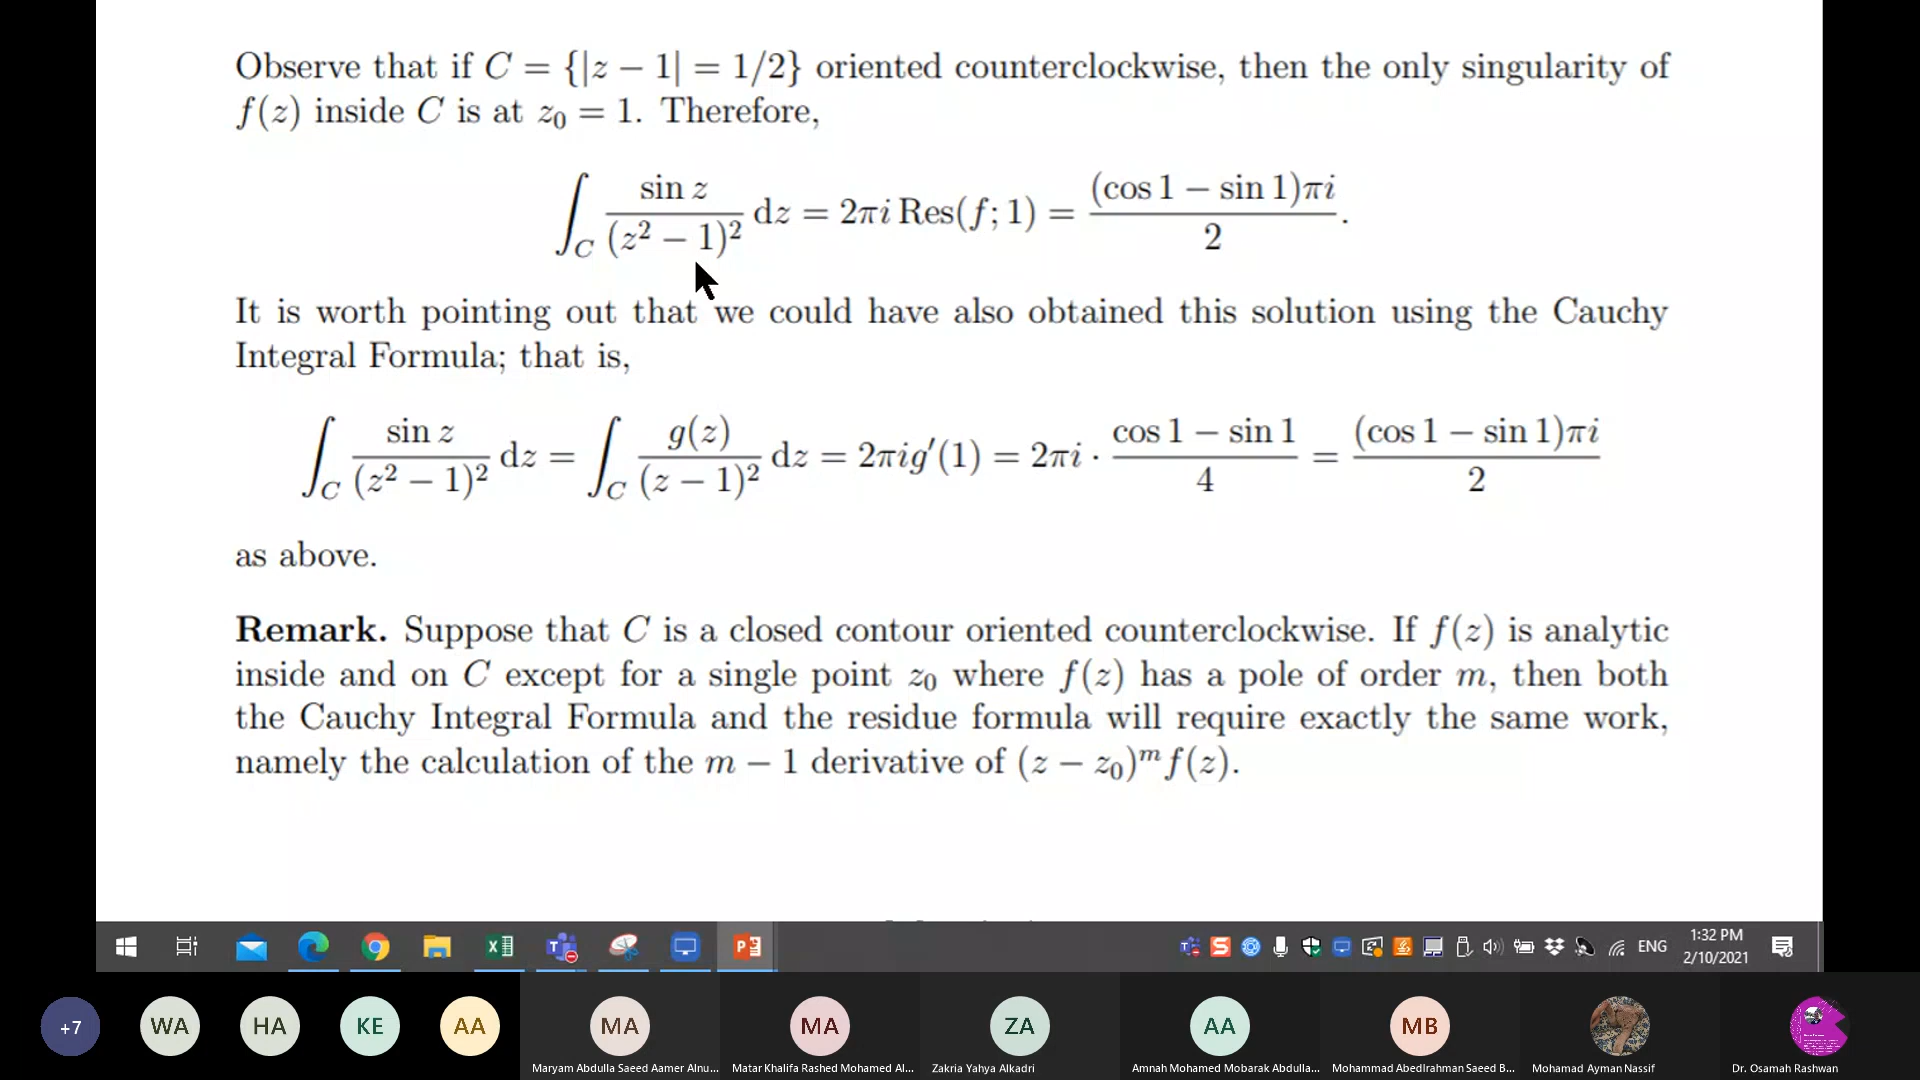 Observe that if C = {|z − 1| = 1/2} oriented counterclockwise, then the only singularity of
f(z) inside C is at z₀ = 1. Therefore,
∫_C sin z / (z² − 1)² dz = 2πi Res(f; 1) = (cos 1 − sin 1)πi / 2.
It is worth pointing out that we could have also obtained this solution using the Cauchy
Integral Formula; that is,
∫_C sin z / (z² − 1)² dz = ∫_C g(z) / (z − 1)² dz = 2πig′(1) = 2πi · cos 1 − sin 1 / 4 = (cos 1 − sin 1)πi / 2
as above.
Remark. Suppose that C is a closed contour oriented counterclockwise. If f(z) is analytic
inside and on C except for a single point z₀ where f(z) has a pole of order m, then both
the Cauchy Integral Formula and the residue formula will require exactly the same work,
namely the calculation of the m − 1 derivative of (z − z₀)ᵐ f(z).
ENG
1:32 PM
2/10/2021
+7
WA
HA
KE
AA
MA
MA
ZA
AA
MB
Maryam Abdulla Saeed Aamer Alnu...
Matar Khalifa Rashed Mohamed Al...
Zakria Yahya Alkadri
Amnah Mohamed Mobarak Abdulla...
Mohammad Abedlrahman Saeed B...
Mohamad Ayman Nassif
Dr. Osamah Rashwan